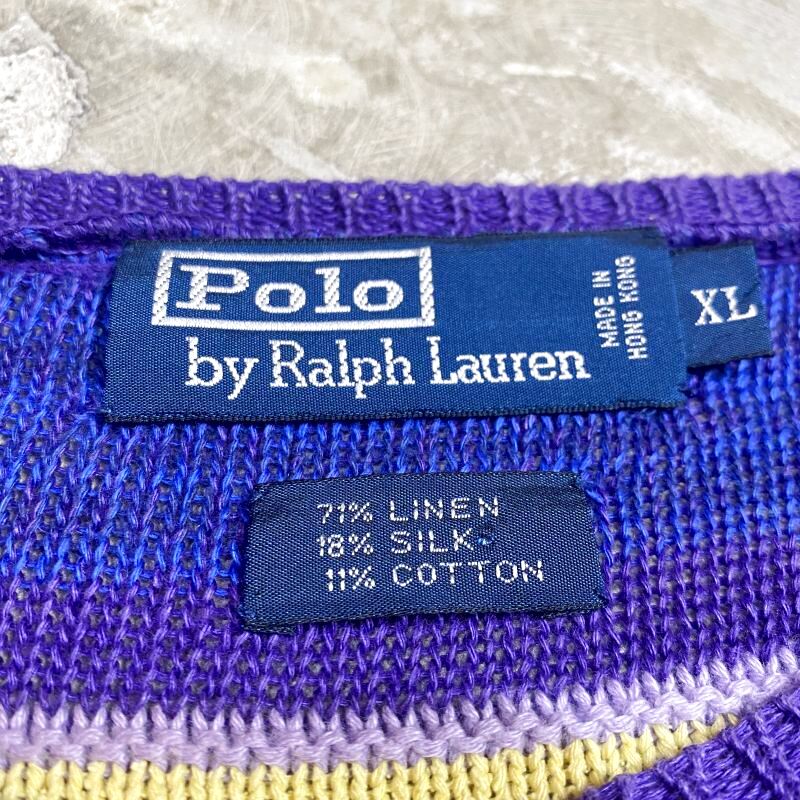 Polo
by Ralph Lauren
MADE IN
HONG KONG
XL
71% LINEN
18% SILK
11% COTTON